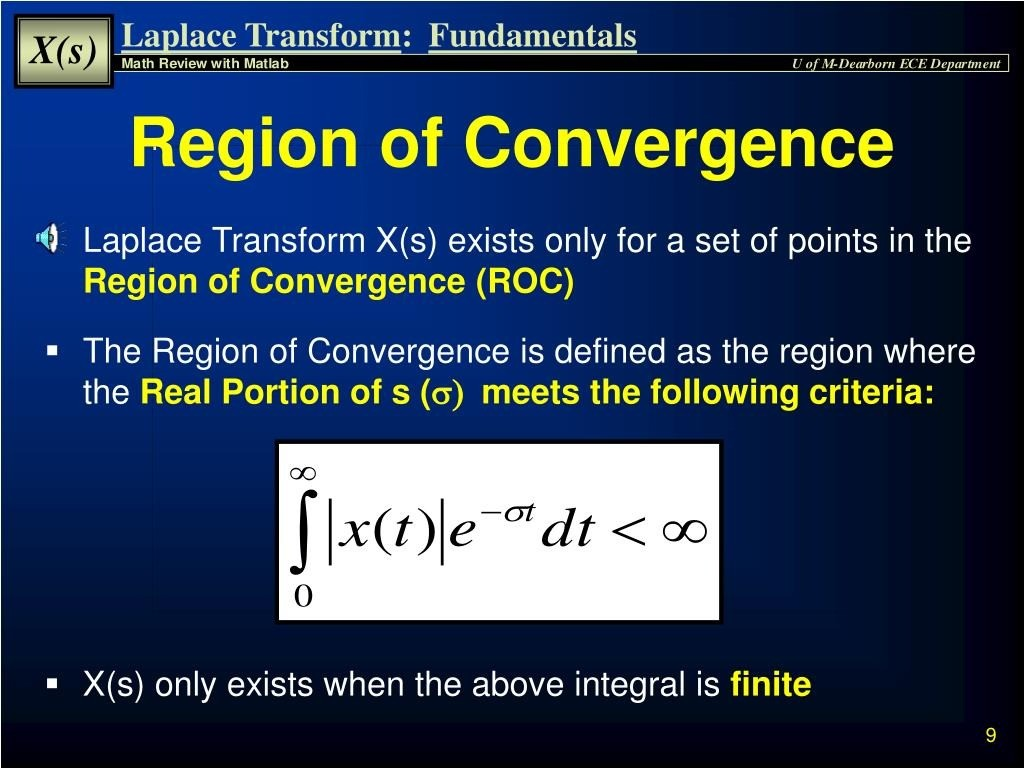 X(s)
Laplace Transform: Fundamentals
Math Review with Matlab
U of M-Dearborn ECE Department
Region of Convergence
Laplace Transform X(s) exists only for a set of points in the
Region of Convergence (ROC)
▪ The Region of Convergence is defined as the region where
the Real Portion of s (σ) meets the following criteria:
∞
∫|x(t)|e^{-σt}dt < ∞
0
▪ X(s) only exists when the above integral is finite
9